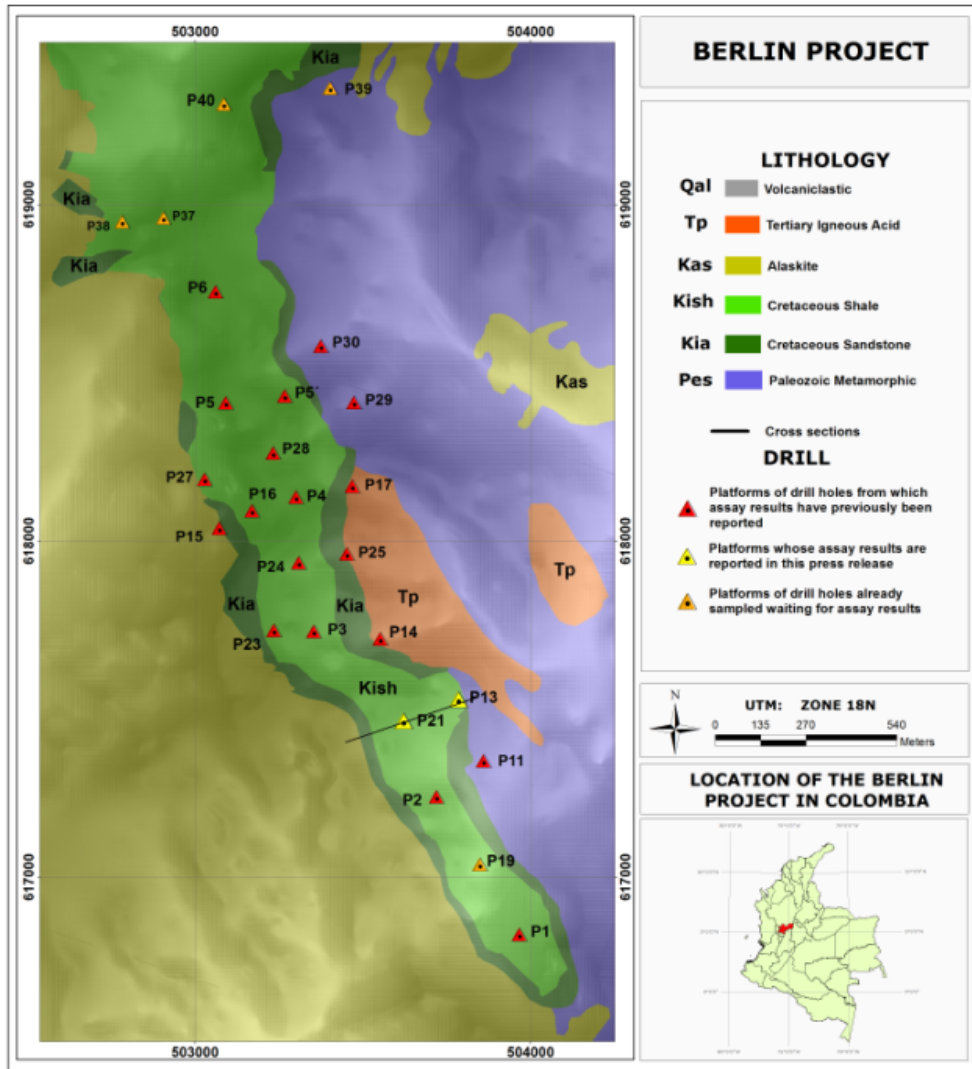 503000 504000
Kia
P39
P40
619000 619000
Kia
P37
P38
Kia
P6
P30
Kas
P5´
P29
P5
P28
P27
P17
P16
P4
P15
618000 618000
P25
Tp
P24
Kia
Kia
Tp
P14
P3
P23
Kish
P13
P21
P11
P2
P19
617000 617000
P1
503000 504000
BERLIN PROJECT
LITHOLOGY
Qal Volcaniclastic
Tp Tertiary Igneous Acid
Kas Alaskite
Kish Cretaceous Shale
Kia Cretaceous Sandstone
Pes Paleozoic Metamorphic
Cross sections
DRILL
Platforms of drill holes from which
assay results have previously been
reported
Platforms whose assay results are
reported in this press release
Platforms of drill holes already
sampled waiting for assay results
N
UTM: ZONE 18N
0 135 270 540
Meters
LOCATION OF THE BERLIN
PROJECT IN COLOMBIA